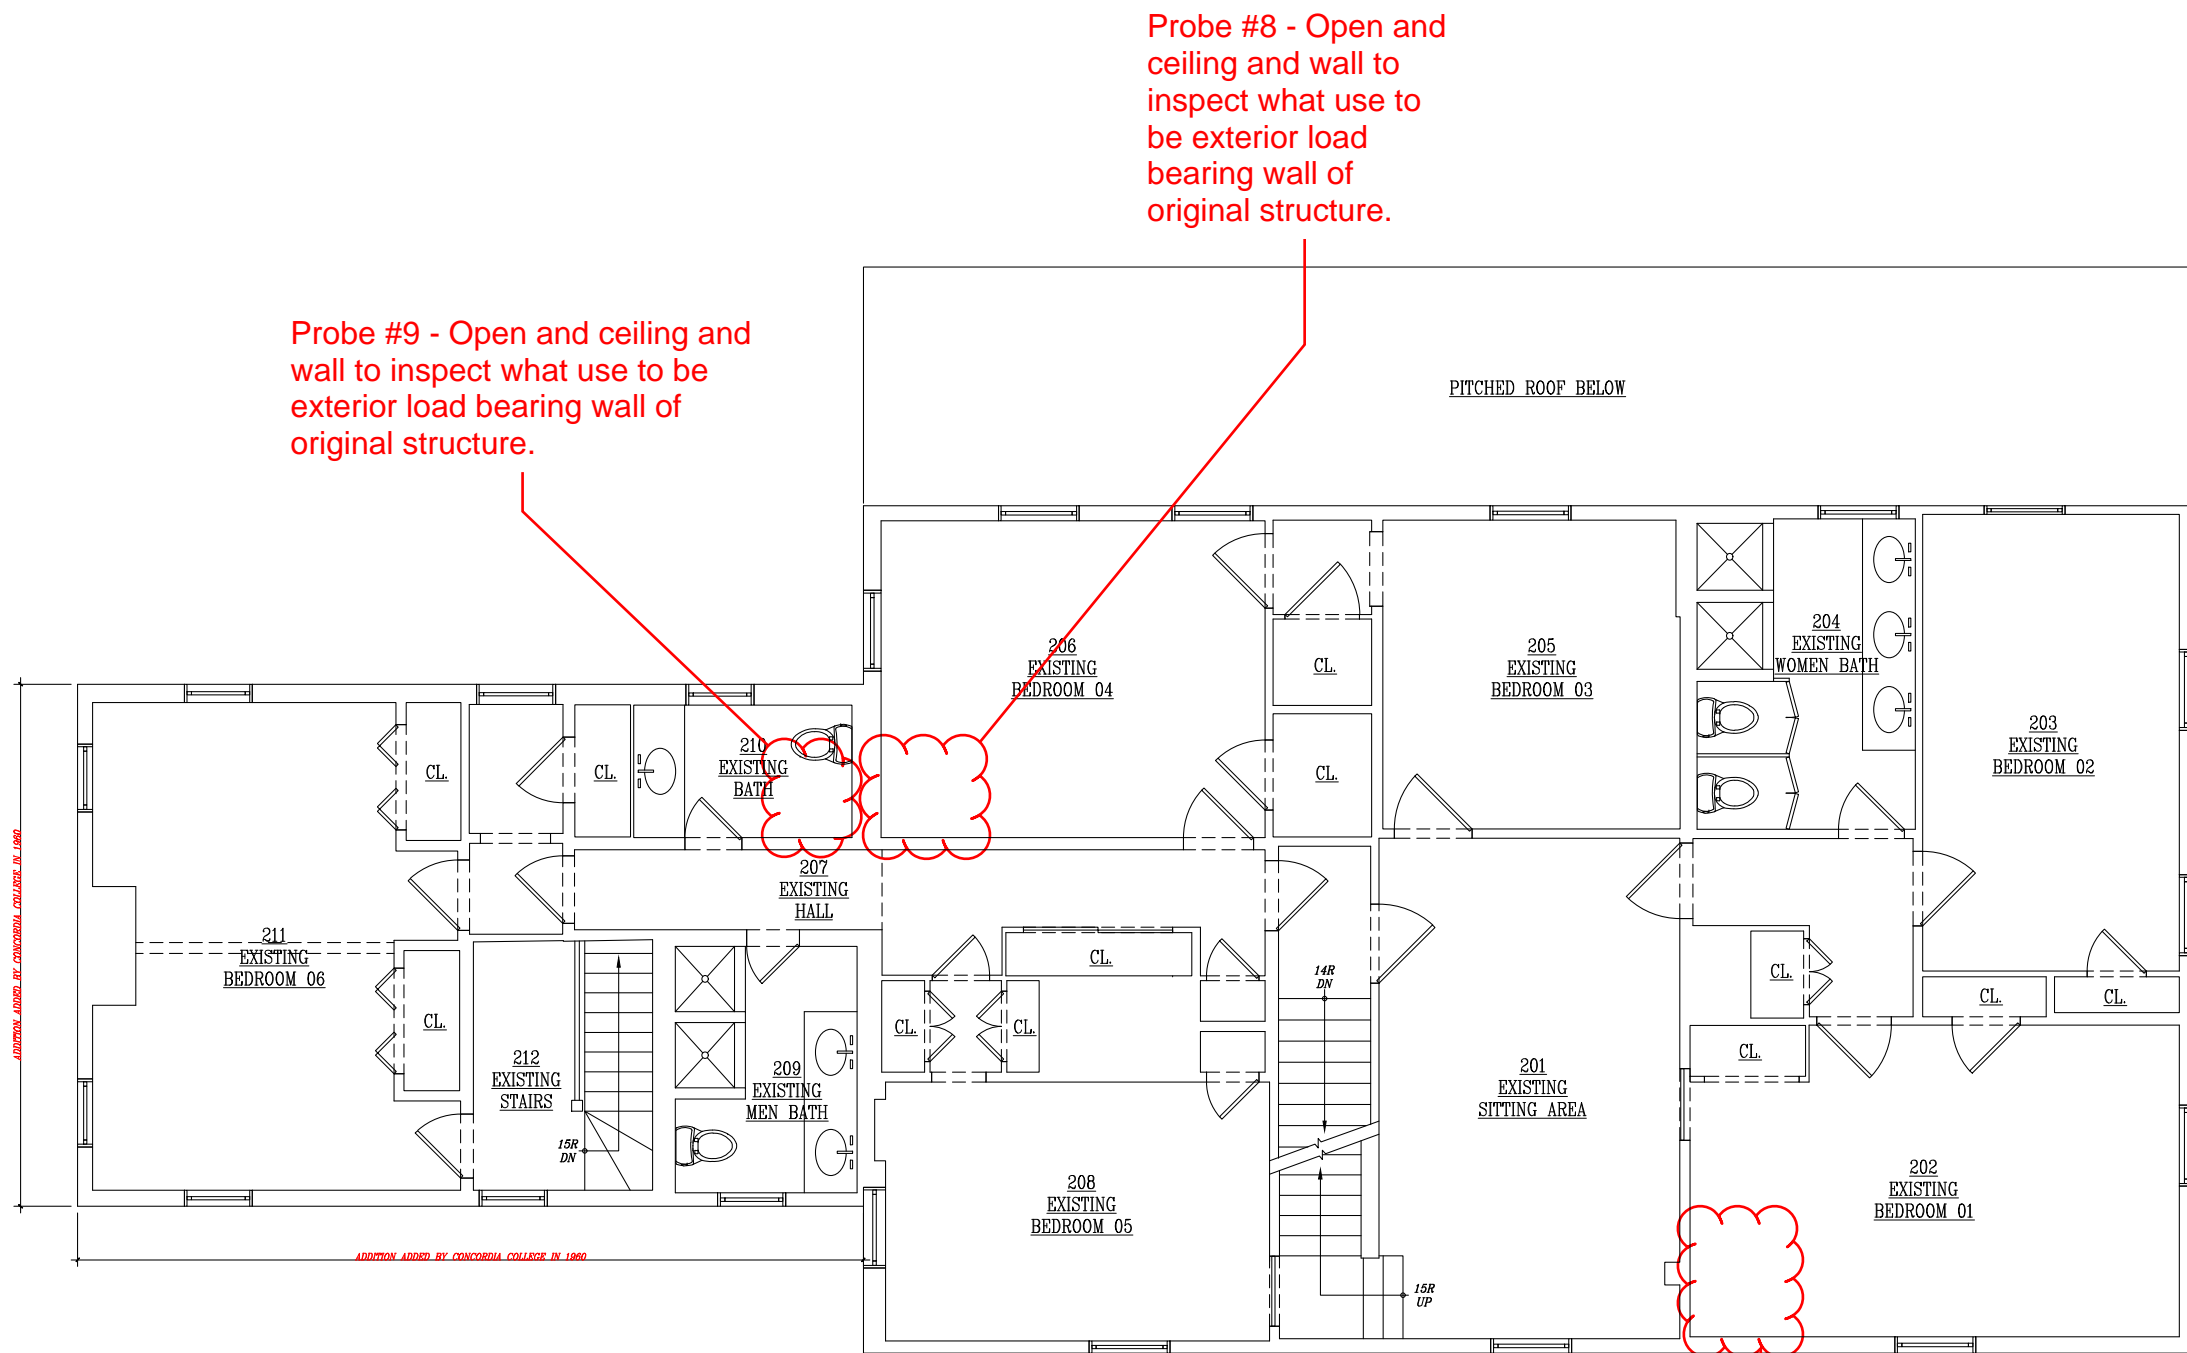 Probe #8 - Open and
ceiling and wall to
inspect what use to
be exterior load
bearing wall of
original structure.
Probe #9 - Open and ceiling and
wall to inspect what use to be
exterior load bearing wall of
original structure.
PITCHED ROOF BELOW
206
EXISTING
BEDROOM 04
CL.
205
EXISTING
BEDROOM 03
204
EXISTING
WOMEN BATH
203
EXISTING
BEDROOM 02
CL.
CL.
210
EXISTING
BATH
CL.
207
EXISTING
HALL
ADDITION ADDED BY CONCORDIA COLLEGE IN 1960
211
EXISTING
BEDROOM 06
CL.
CL.
14R
DN
CL.
CL.
CL.
CL.
CL.
212
EXISTING
STAIRS
209
EXISTING
MEN BATH
CL.
201
EXISTING
SITTING AREA
15R
DN
208
EXISTING
BEDROOM 05
202
EXISTING
BEDROOM 01
ADDITION ADDED BY CONCORDIA COLLEGE IN 1960
15R
UP